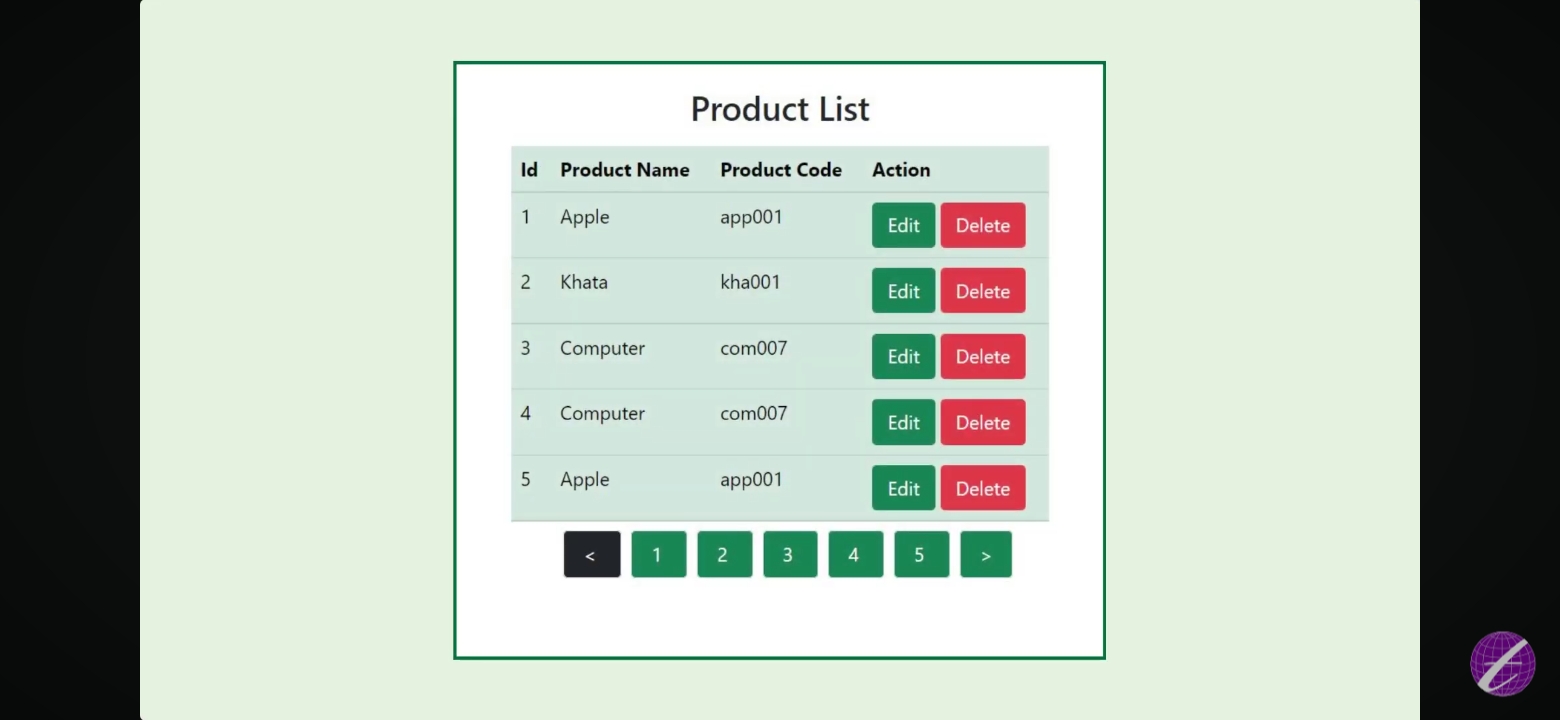 Product List
Id Product Name Product Code Action
1 Apple app001 Edit Delete
2 Khata kha001 Edit Delete
3 Computer com007 Edit Delete
4 Computer com007 Edit Delete
5 Apple app001 Edit Delete
< 1 2 3 4 5 >
t